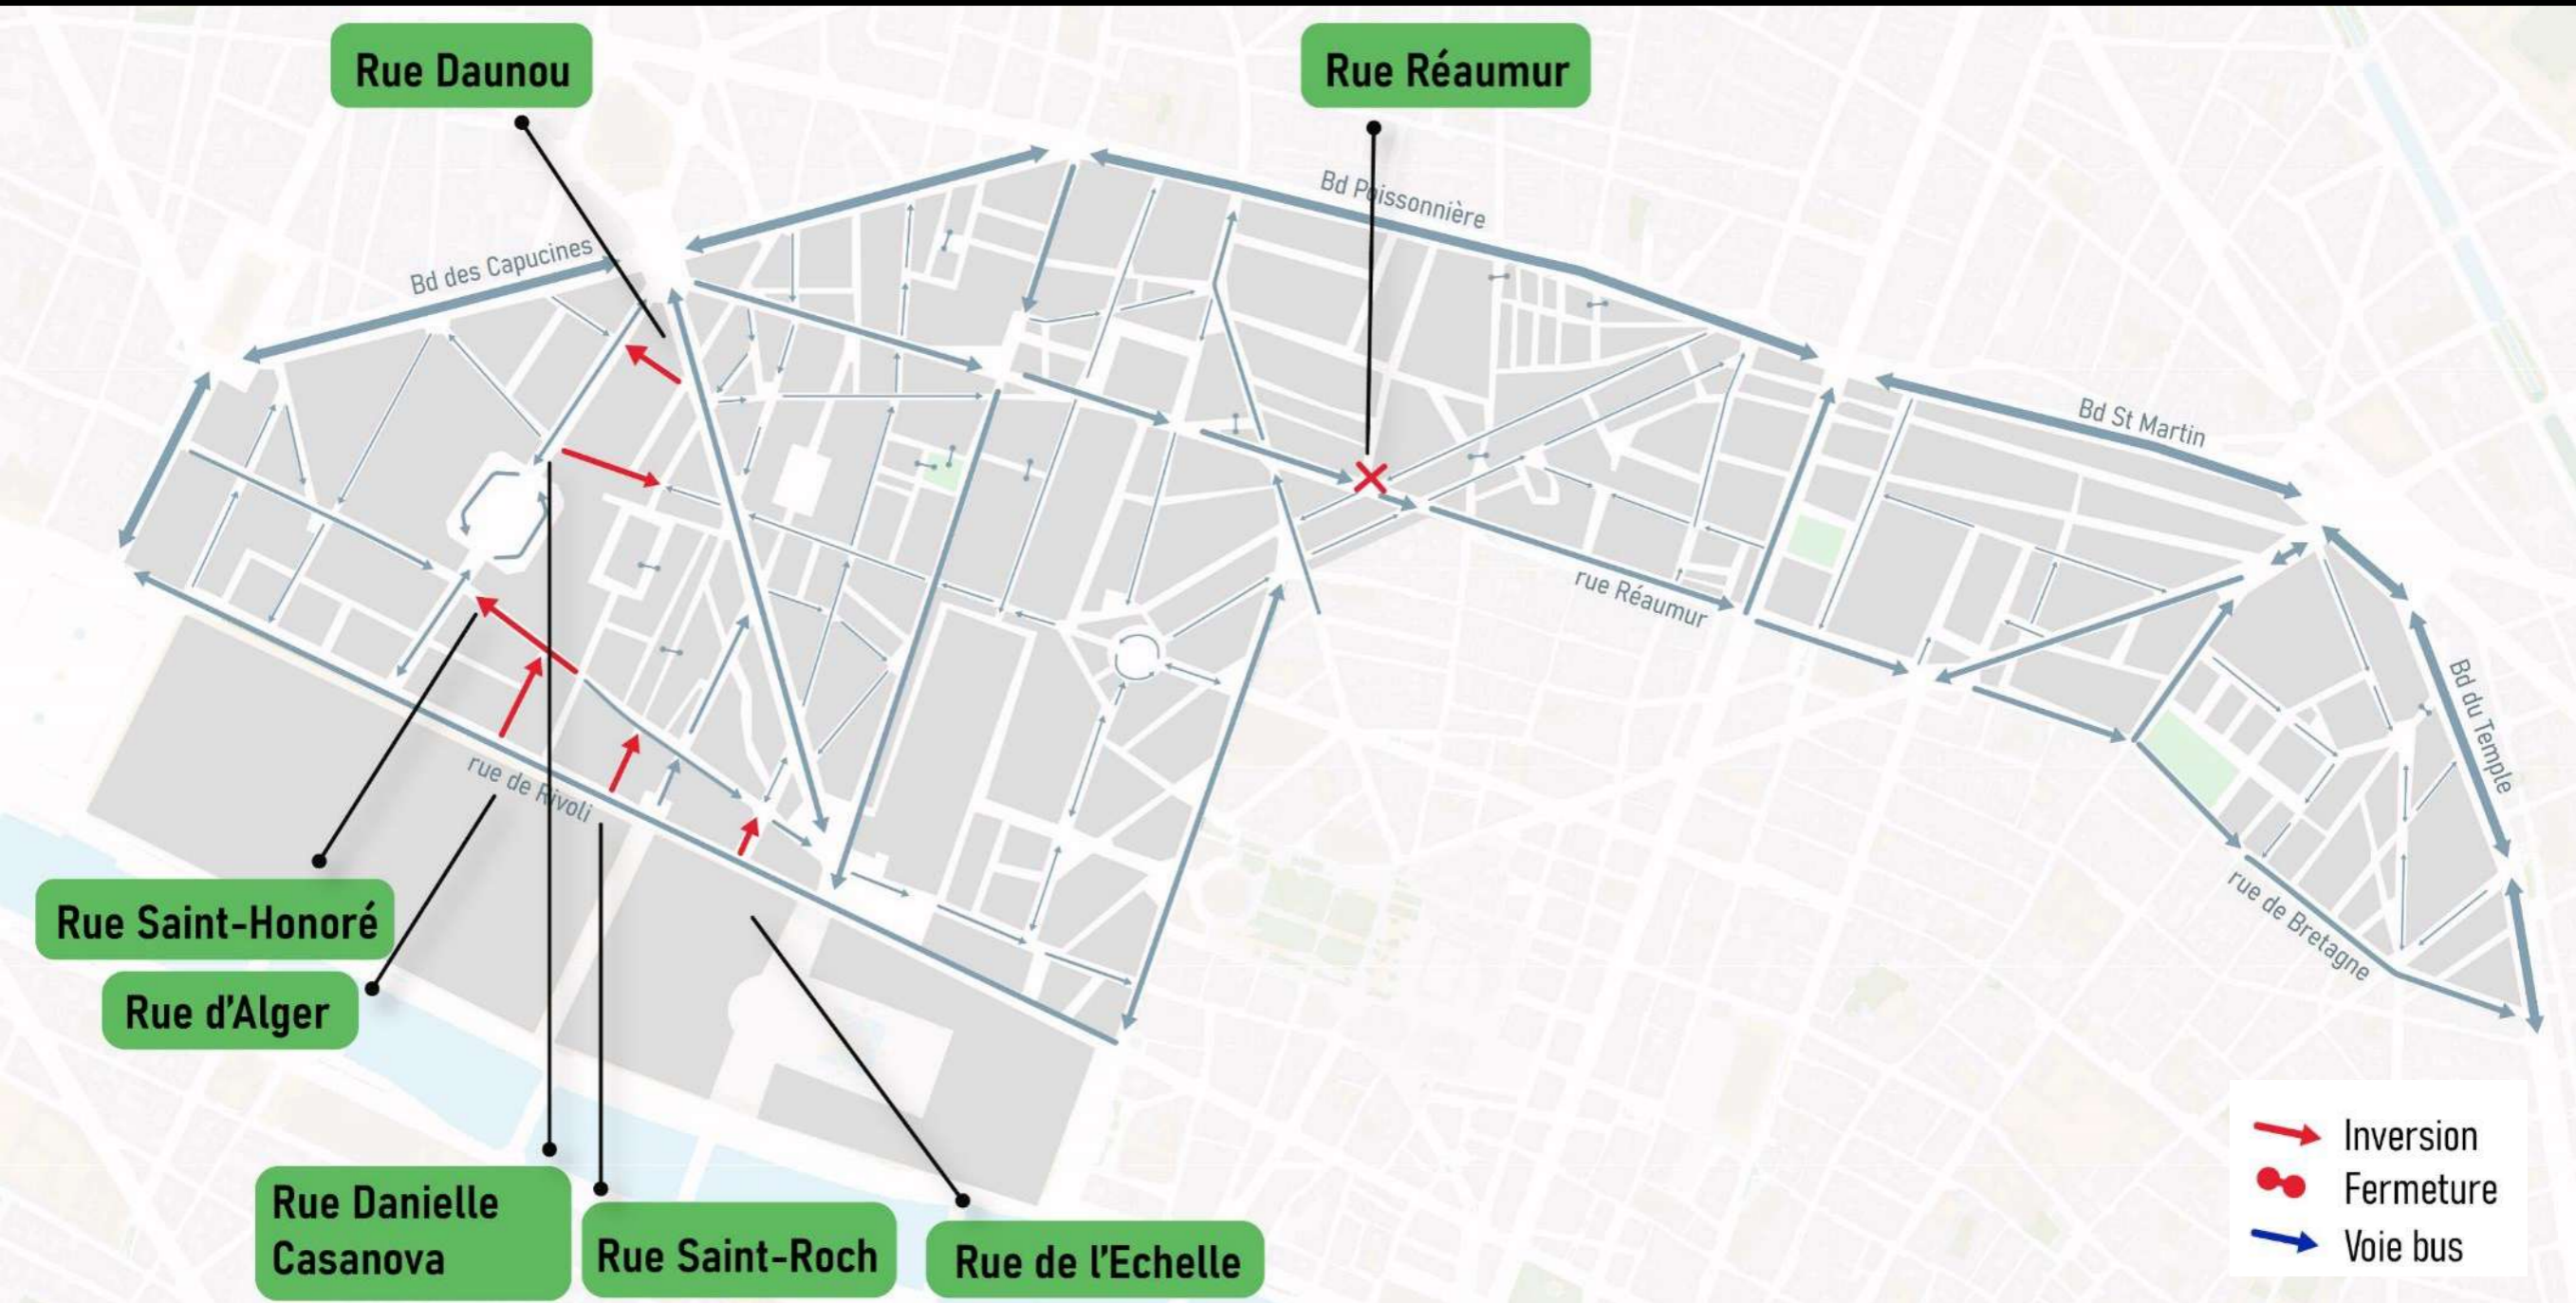 Rue Daunou
Rue Réaumur
Bd Poissonnière
Bd des Capucines
Bd St Martin
rue Réaumur
Bd du Temple
rue de Rivoli
rue de Bretagne
Rue Saint-Honoré
Rue d'Alger
Rue Danielle
Casanova
Rue Saint-Roch
Rue de l'Echelle
Inversion
Fermeture
Voie bus